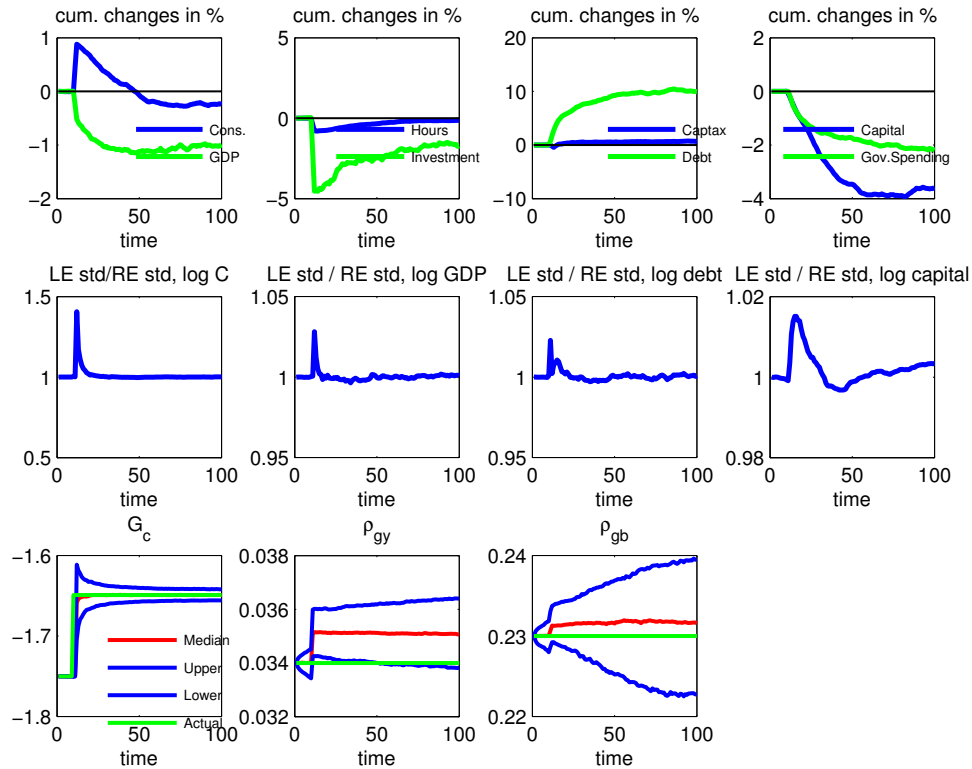 cum. changes in % cum. changes in % cum. changes in % cum. changes in %
1 5 20 4
0 0 10 2
−1 −5 0 0
−2 −10 −2
−4
Cons. Hours Captax Capital
GDP Investment Debt Gov.Spending
0 50 100 0 50 100 0 50 100 0 50 100
time time time time
LE std/RE std, log C LE std / RE std, log GDP LE std / RE std, log debt LE std / RE std, log capital
1.5 1.05 1.05 1.02
1 1 1 1
0.5 0.95 0.95 0.98
0 50 100 0 50 100 0 50 100 0 50 100
time time time time
G_c ρ_gy ρ_gb
−1.6 0.038 0.24
−1.7 0.036 0.23
−1.8 0.034 0.22
0.032
Median
Upper
Lower
Actual
0 50 100 0 50 100 0 50 100
time time time